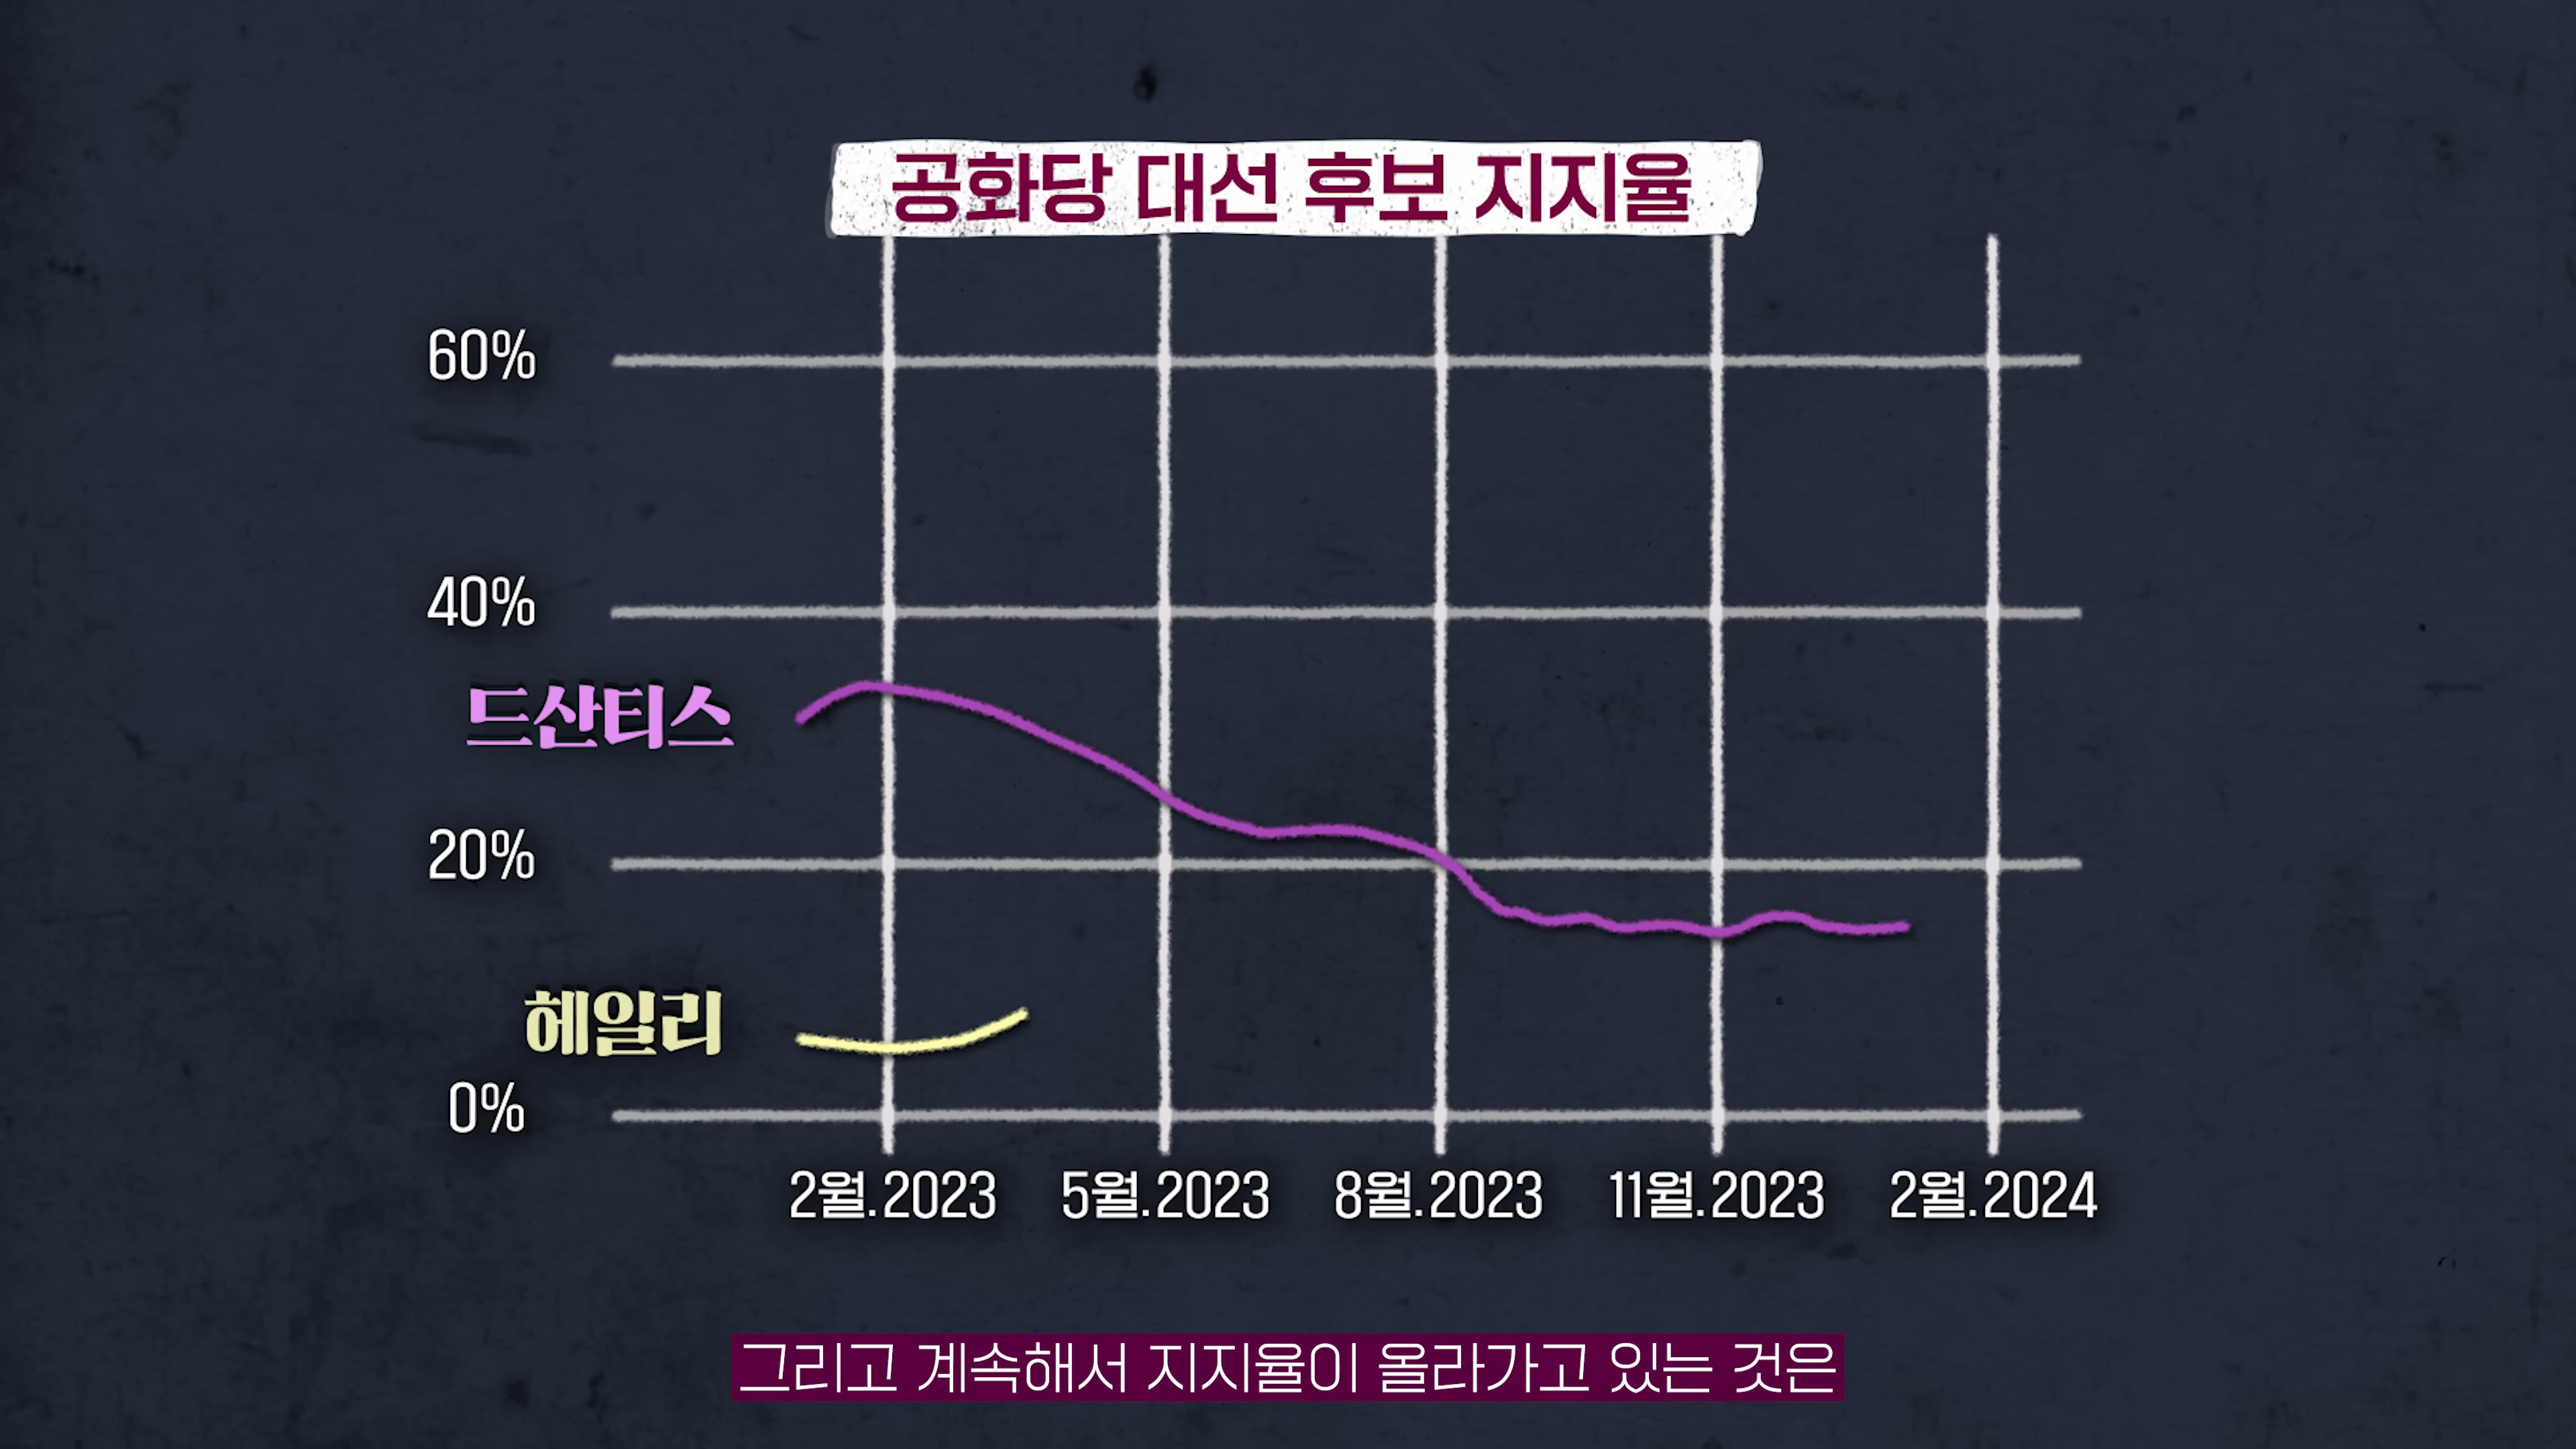 공화당 대선 후보 지지율
60%
40%
드산티스
20%
헤일리
0%
2월.2023 5월.2023 8월.2023 11월.2023 2월.2024
그리고 계속해서 지지율이 올라가고 있는 것은